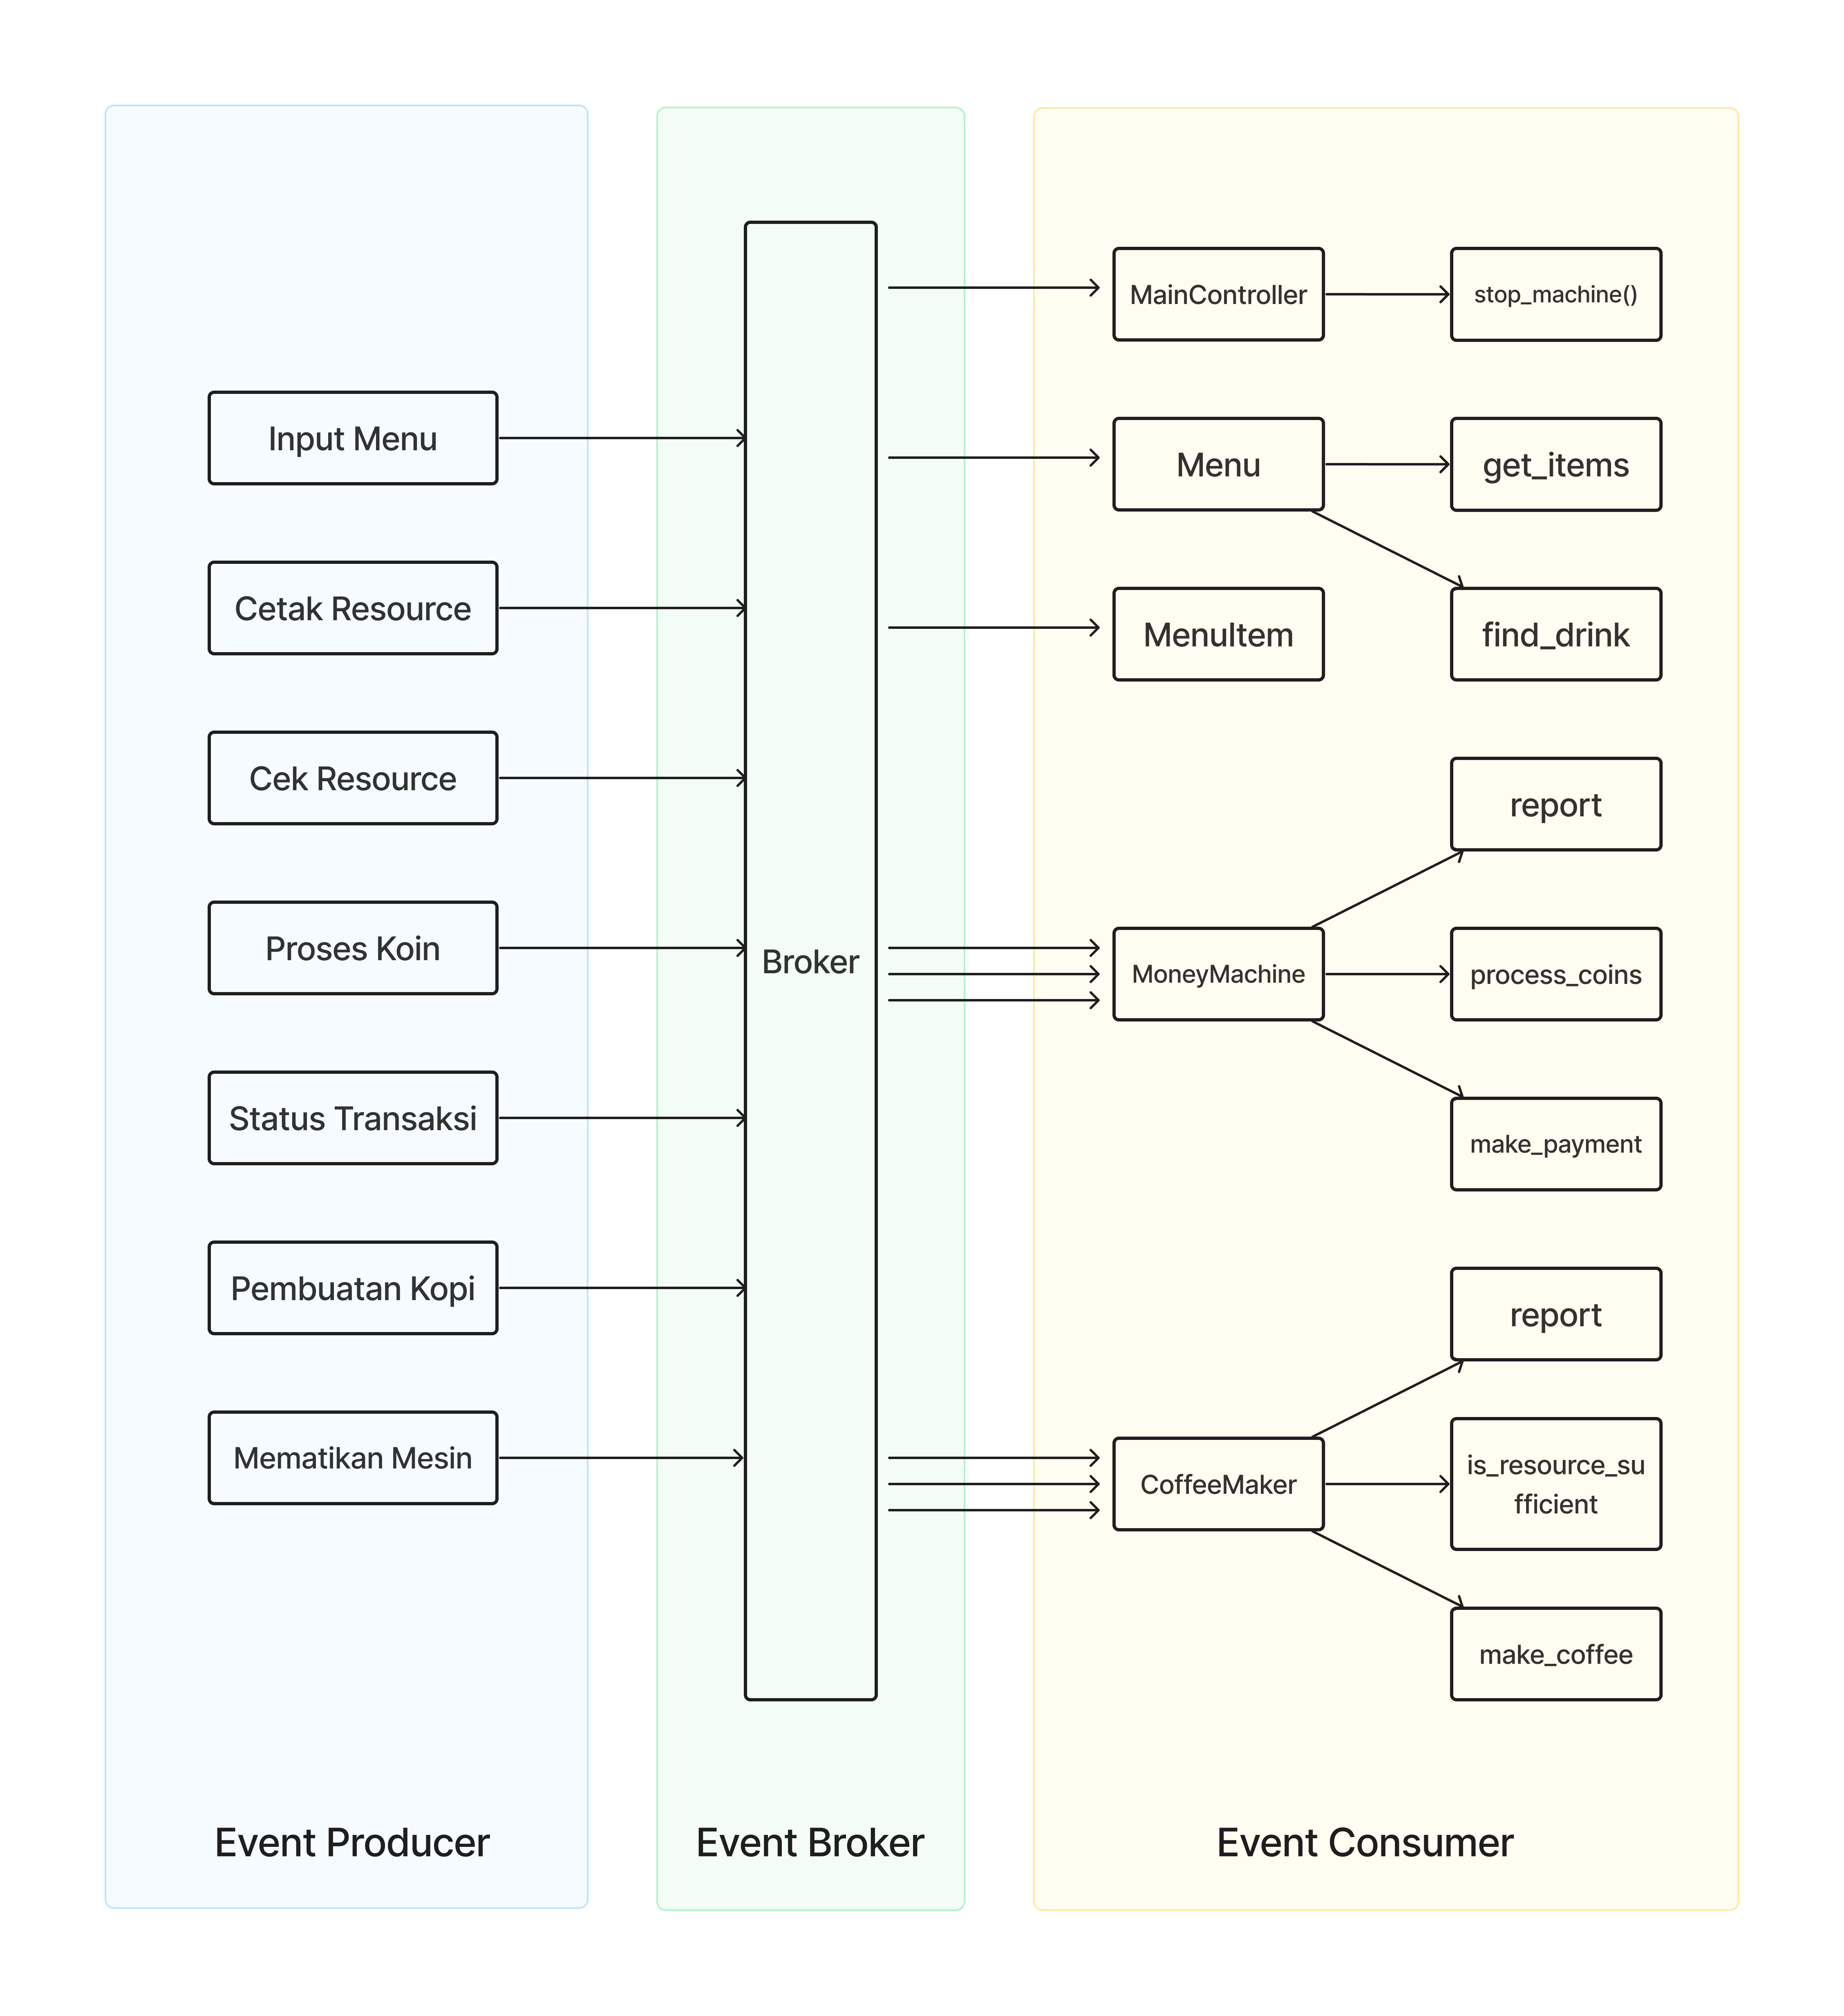 Input Menu
Cetak Resource
Cek Resource
Proses Koin
Status Transaksi
Pembuatan Kopi
Mematikan Mesin
Event Producer
Broker
Event Broker
MainController
stop_machine()
Menu
get_items
MenuItem
find_drink
report
MoneyMachine
process_coins
make_payment
report
CoffeeMaker
is_resource_su
fficient
make_coffee
Event Consumer